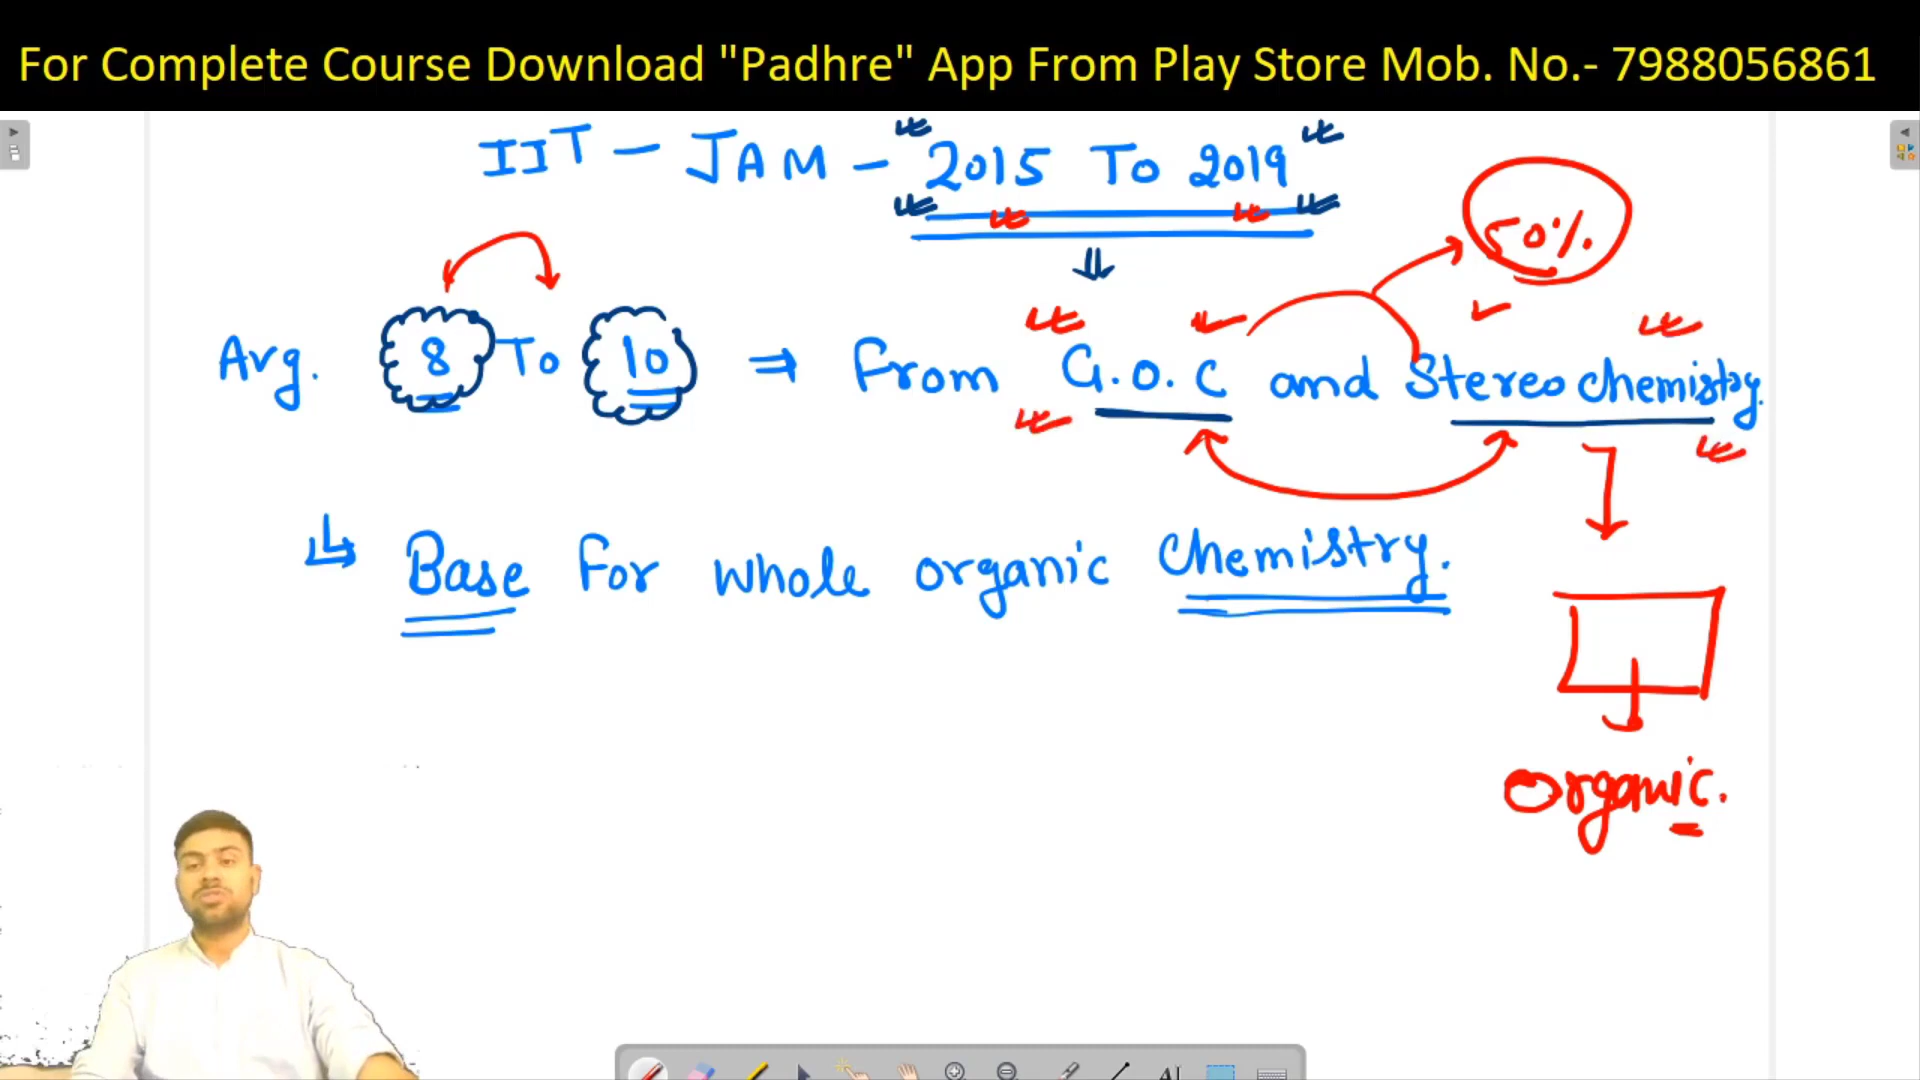 For Complete Course Download "Padhre" App From Play Store Mob. No.- 7988056861
IIT - JAM - 2015 To 2019
50%
Avg. 8 To 10 ⇒ From G.O.C and Stereochemistry.
↳ Base For whole organic chemistry.
organic.
AI